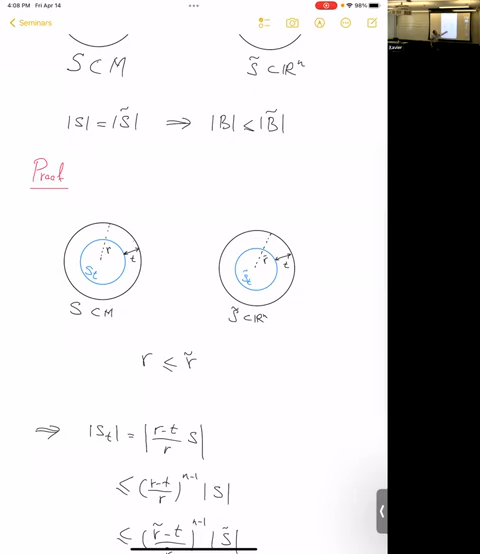 4:08 PM Fri Apr 14
98%
Seminars
S ⊂ M
S̃ ⊂ ℝⁿ
|S| = |S̃| ⟹ |B| ≤ |B̃|
Proof
r t S_t
S ⊂ M
r̃ t S̃_t
S̃ ⊂ ℝⁿ
r ≤ r̃
⟹ |S_t| = |(r-t)/r S|
≤ ((r-t)/r)^{n-1} |S|
≤ ((r̃-t)/r̃)^{n-1} |S̃|
Xavier